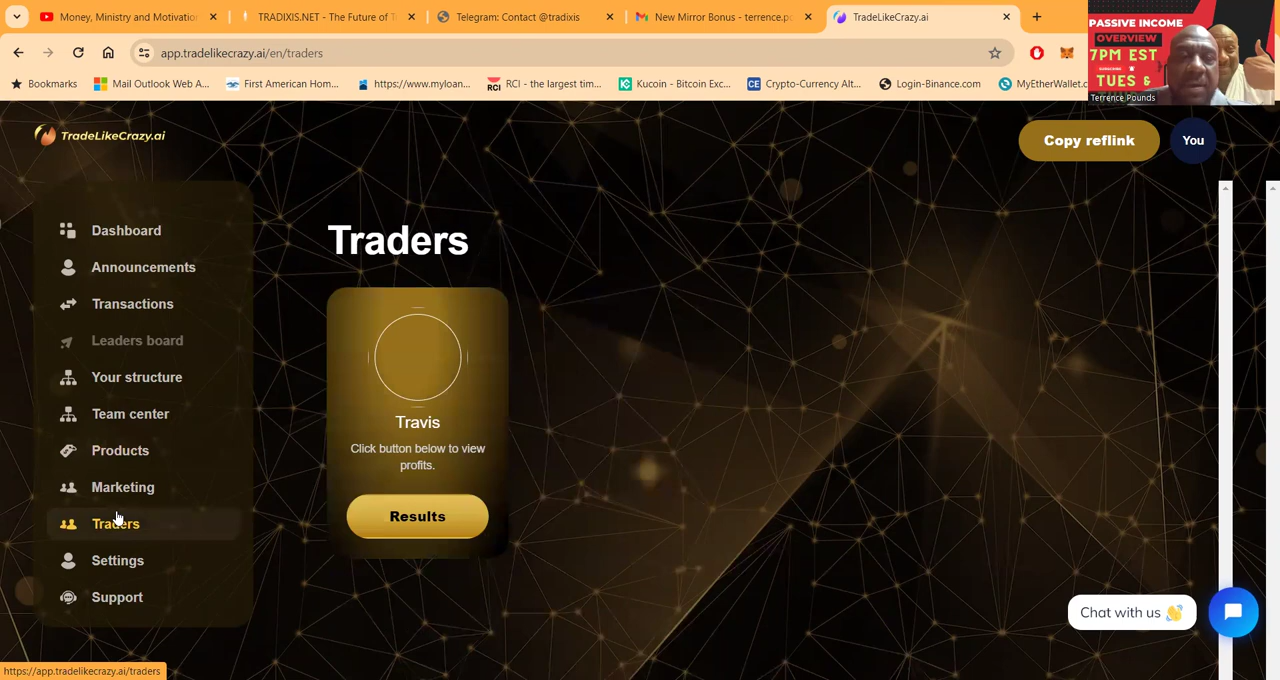 Money, Ministry and Motivation
TRADIXIS.NET - The Future of T
Telegram: Contact @tradixis
New Mirror Bonus - terrence.po
TradeLikeCrazy.ai
app.tradelikecrazy.ai/en/traders
Bookmarks
Mail Outlook Web A...
First American Hom...
https://www.myloan...
RCI
RCI - the largest tim...
Kucoin - Bitcoin Exc...
CE
Crypto-Currency Alt...
Login-Binance.com
MyEtherWallet.c
PASSIVE INCOME
OVERVIEW
7PM EST
TUES &
Terrence Pounds
TradeLikeCrazy.ai
Copy reflink
You
Dashboard
Announcements
Transactions
Leaders board
Your structure
Team center
Products
Marketing
Traders
Settings
Support
Traders
Travis
Click button below to view
profits.
Results
Chat with us 👋
https://app.tradelikecrazy.ai/traders